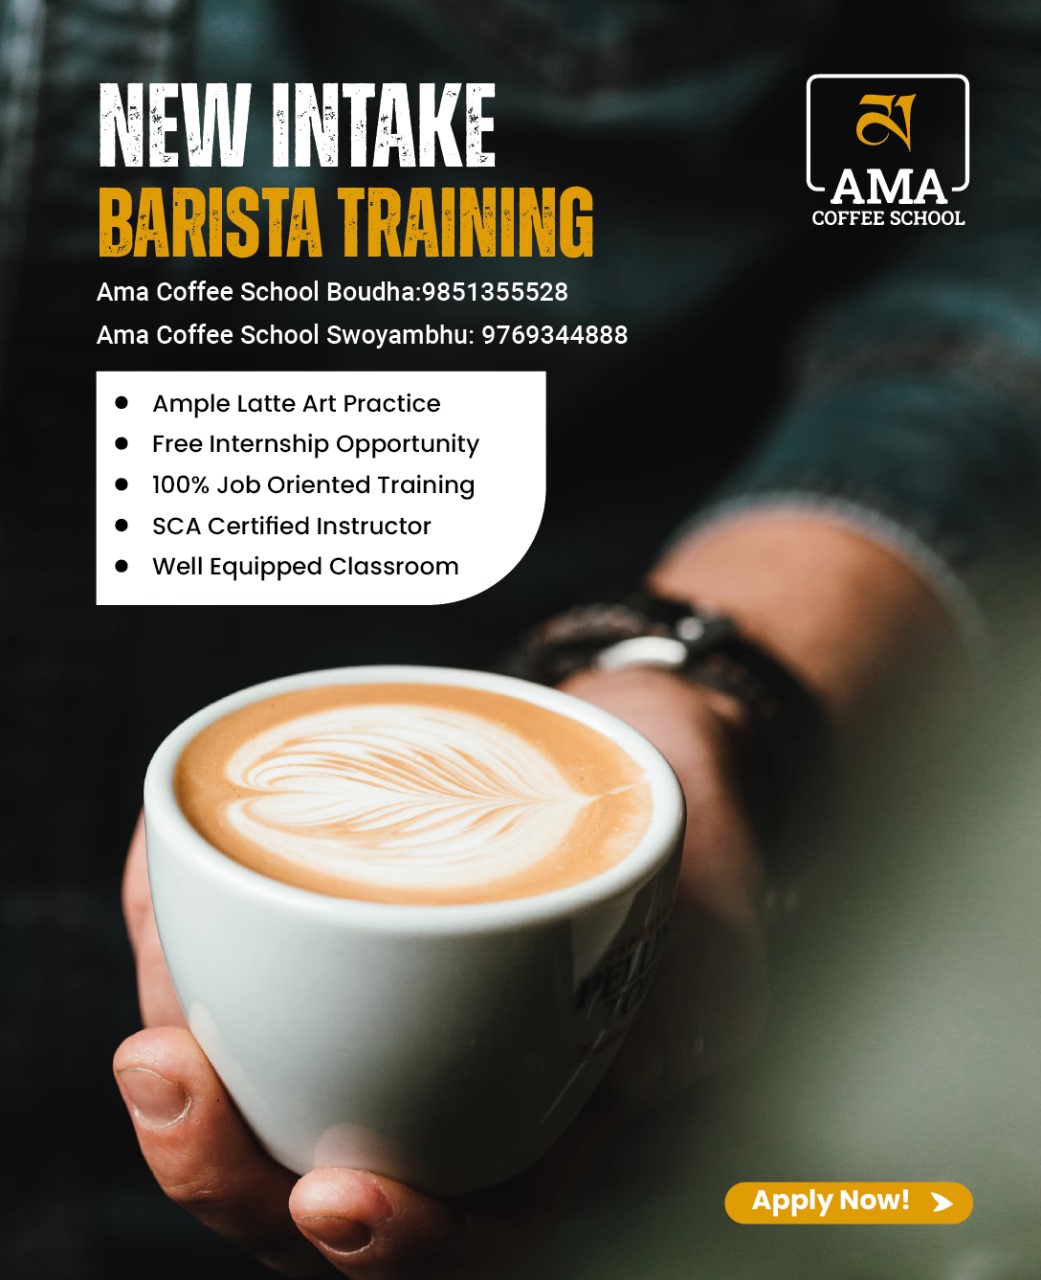 NEW INTAKE
BARISTA TRAINING
Ama Coffee School Boudha:9851355528
Ama Coffee School Swoyambhu: 9769344888
AMA
COFFEE SCHOOL
Ample Latte Art Practice
Free Internship Opportunity
100% Job Oriented Training
SCA Certified Instructor
Well Equipped Classroom
Apply Now!